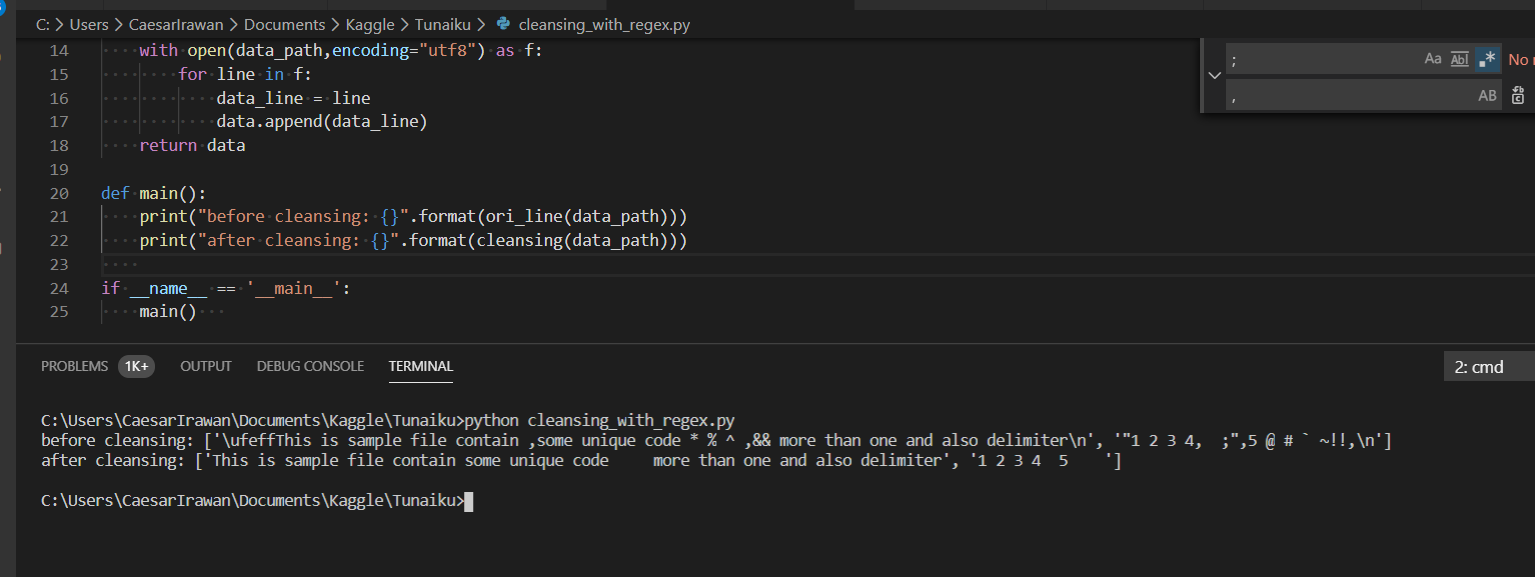 C: > Users > CaesarIrawan > Documents > Kaggle > Tunaiku > cleansing_with_regex.py
14 with open(data_path,encoding="utf8") as f:
15 for line in f:
16 data_line = line
17 data.append(data_line)
18 return data
19
20 def main():
21 print("before cleansing: {}".format(ori_line(data_path)))
22 print("after cleansing: {}".format(cleansing(data_path)))
23
24 if __name__ == '__main__':
25 main()
; Aa Abl .* No
, AB
PROBLEMS 1K+ OUTPUT DEBUG CONSOLE TERMINAL 2: cmd
C:\Users\CaesarIrawan\Documents\Kaggle\Tunaiku>python cleansing_with_regex.py
before cleansing: ['\ufeffThis is sample file contain ,some unique code * % ^ ,&& more than one and also delimiter\n', '"1 2 3 4,  ;",5 @ # ` ~!!,\n']
after cleansing: ['This is sample file contain some unique code     more than one and also delimiter', '1 2 3 4  5    ']
C:\Users\CaesarIrawan\Documents\Kaggle\Tunaiku>